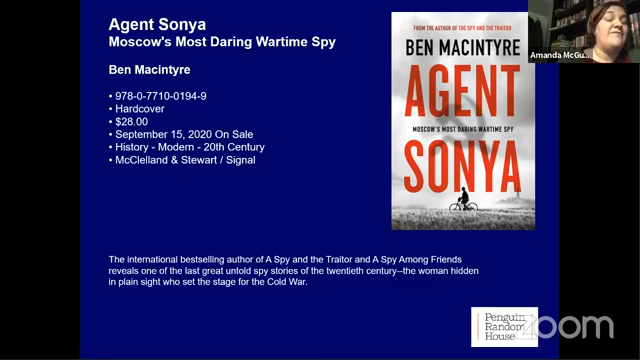 Agent Sonya
Moscow's Most Daring Wartime Spy
Ben Macintyre
• 978-0-7710-0194-9
• Hardcover
• $28.00
• September 15, 2020 On Sale
• History - Modern - 20th Century
• McClelland & Stewart / Signal
The international bestselling author of A Spy and the Traitor and A Spy Among Friends
reveals one of the last great untold spy stories of the twentieth century--the woman hidden
in plain sight who set the stage for the Cold War.
FROM THE AUTHOR OF THE SPY AND THE TRAITOR
BEN MACINTYRE
AGENT
MOSCOW'S MOST DARING WARTIME SPY
SONYA
Amanda McGu...
Penguin
Random
House
zoom